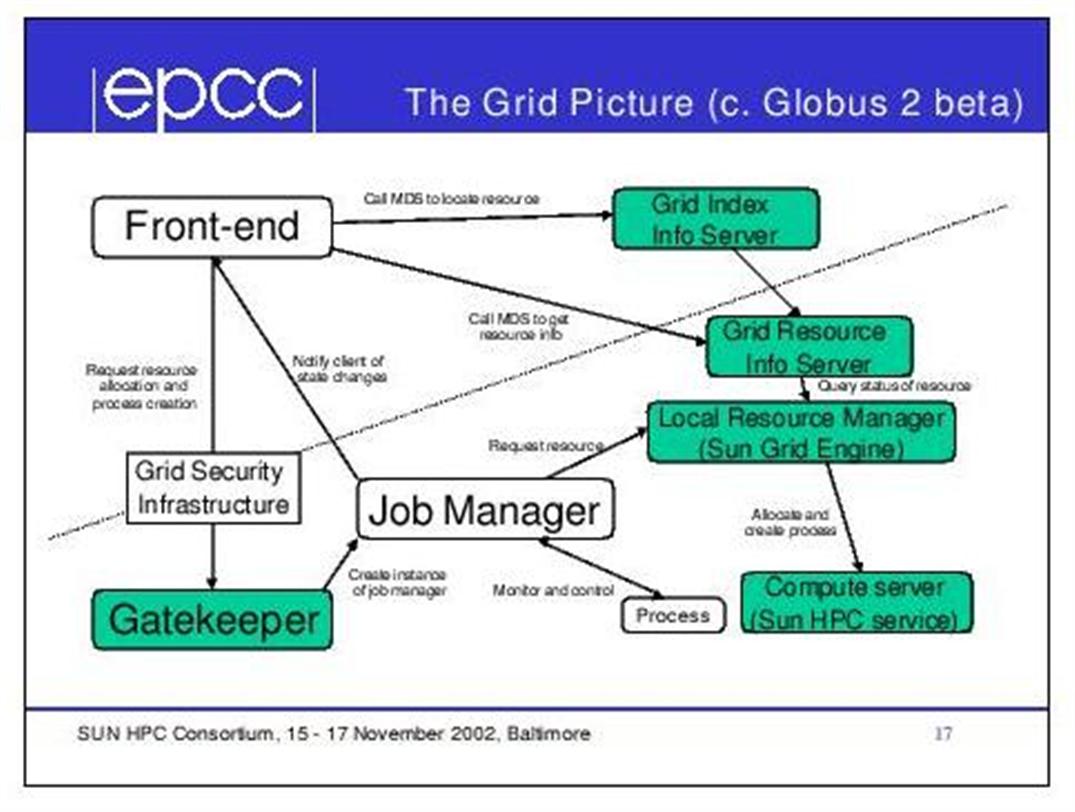 epcc
The Grid Picture (c. Globus 2 beta)
Call MDS to locate resource
Front-end
Grid Index
Info Server
Call MDS to get
resource info
Grid Resource
Info Server
Request resource
allocation and
process creation
Notify client of
state changes
Query status of resource
Local Resource Manager
(Sun Grid Engine)
Request resource
Grid Security
Infrastructure
Job Manager
Allocate and
create process
Create instance
of job manager
Monitor and control
Compute server
(Sun HPC service)
Gatekeeper
Process
SUN HPC Consortium, 15 - 17 November 2002, Baltimore
17